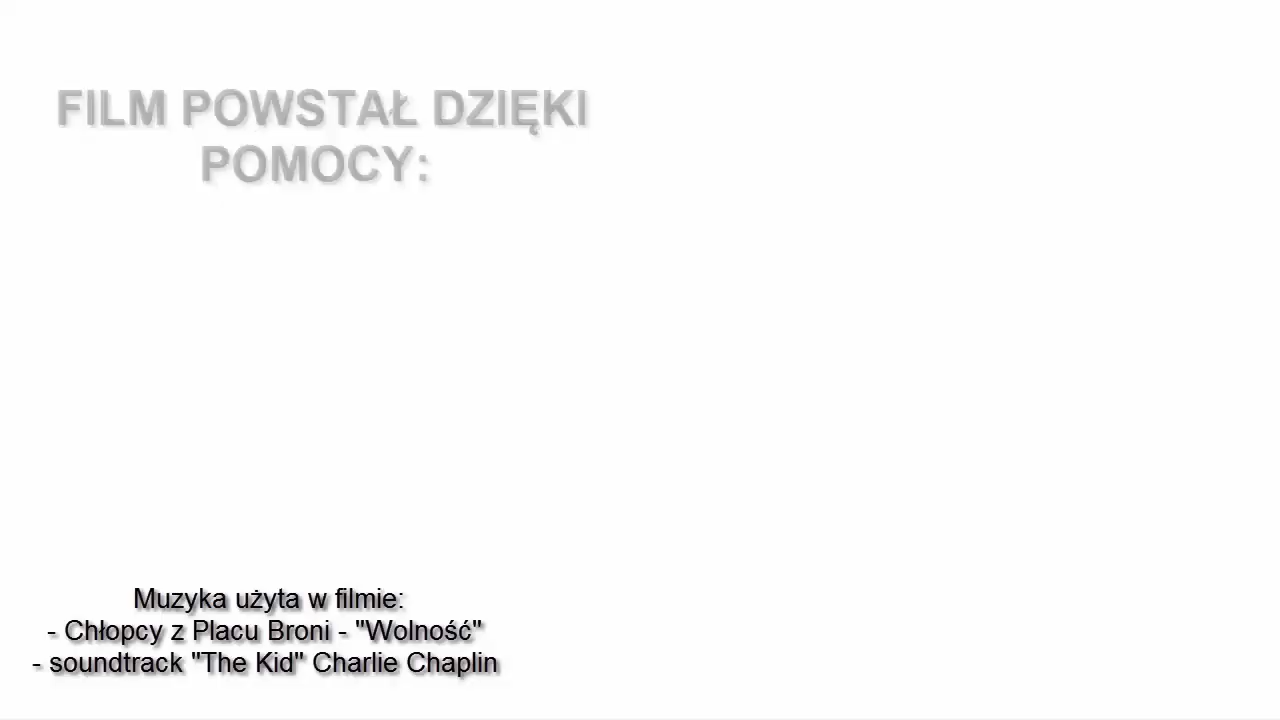 FILM POWSTAŁ DZIĘKI
POMOCY:
Muzyka użyta w filmie:
- Chłopcy z Placu Broni - "Wolność"
- soundtrack "The Kid" Charlie Chaplin